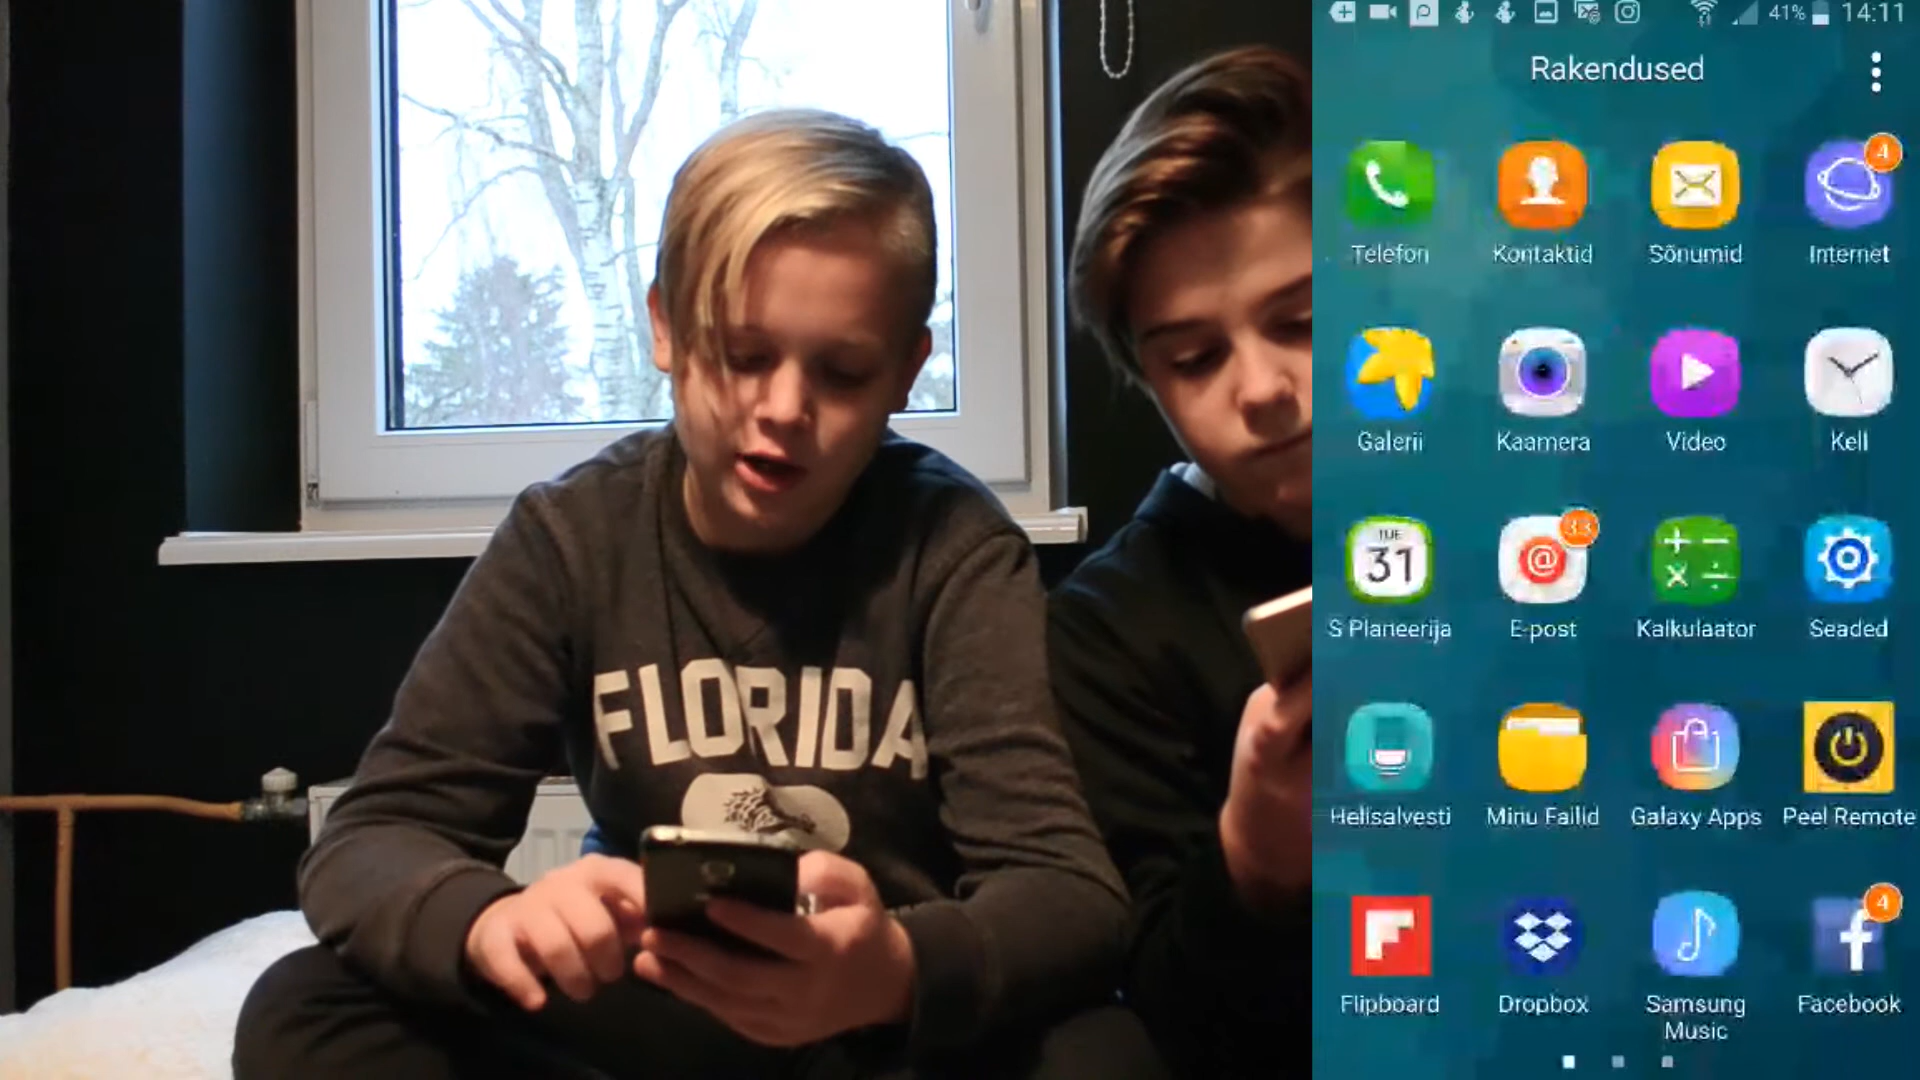 FLORIDA
41% 14:11
Rakendused
4
Telefon Kontaktid Sõnumid Internet
Galerii Kaamera Video Kell
TUE
31
33
@
S Planeerija E-post Kalkulaator Seaded
Helisalvesti Minu Failid Galaxy Apps Peel Remote
4
Flipboard Dropbox Samsung Music Facebook